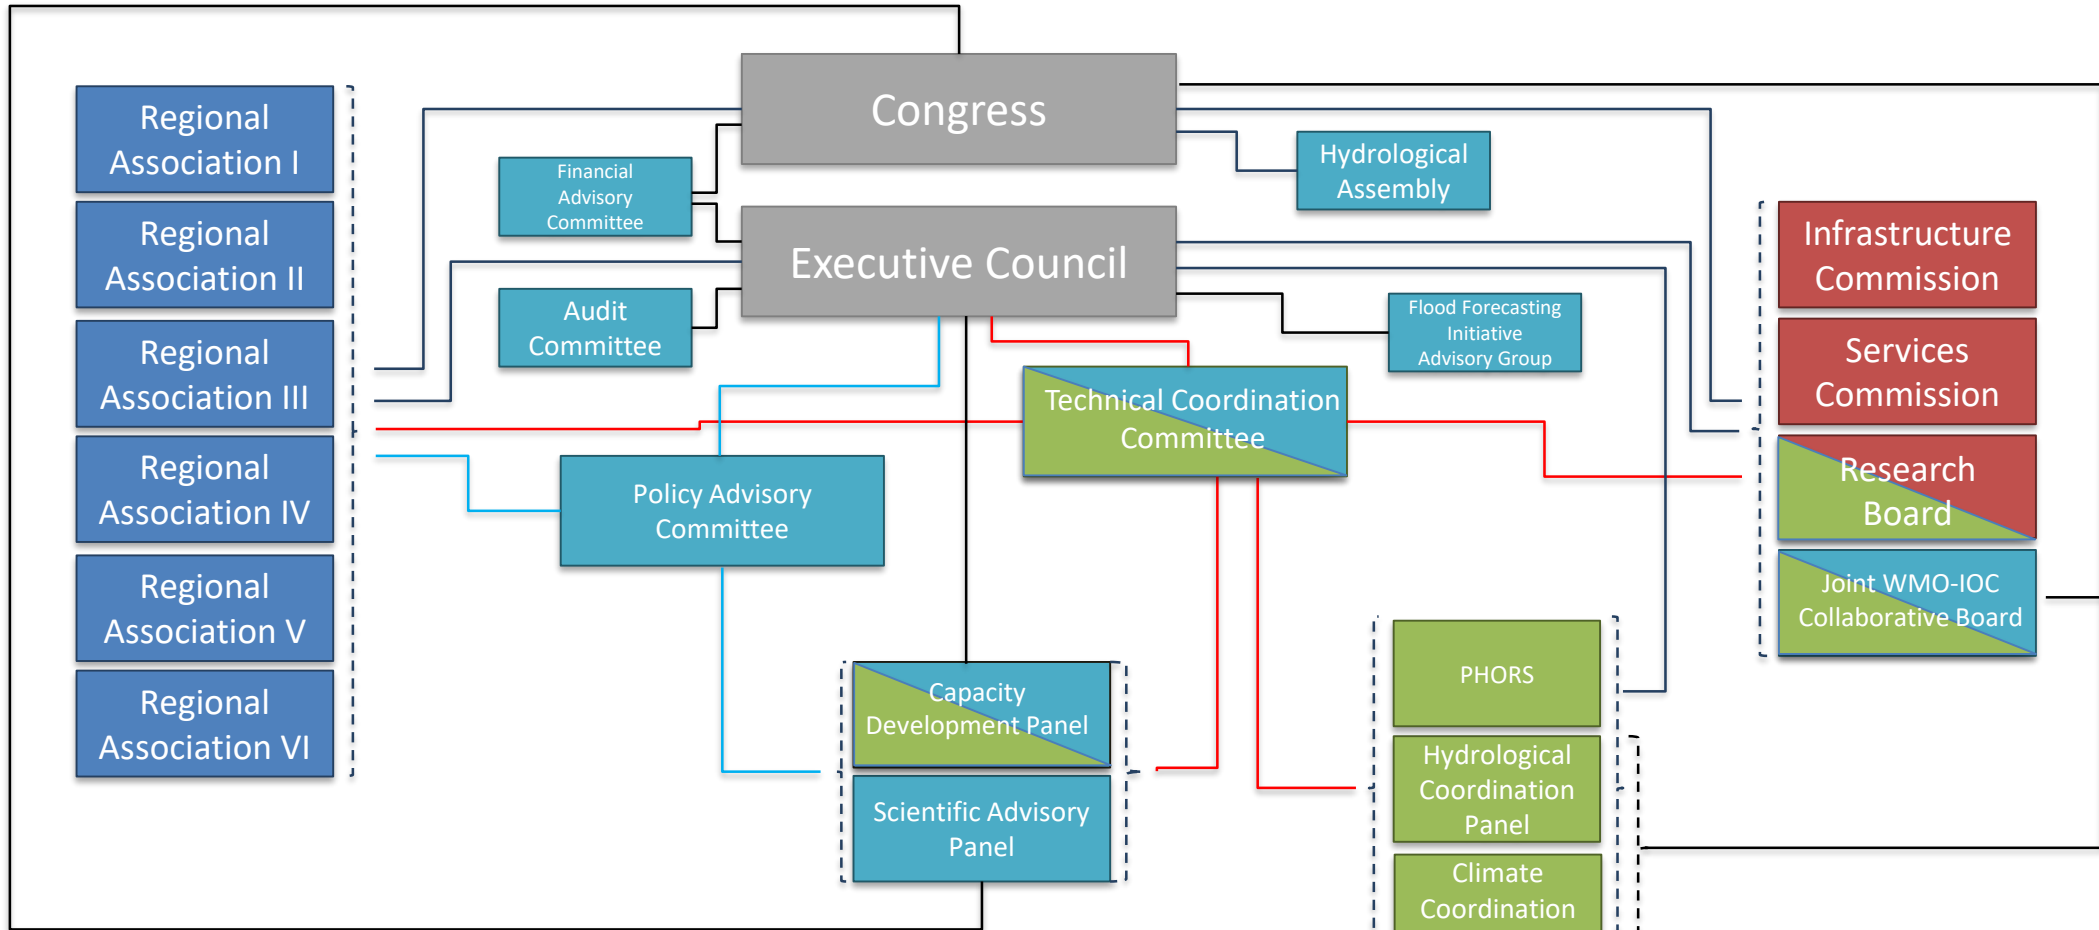 Congress
Executive Council
Regional
Association I
Regional
Association II
Regional
Association III
Regional
Association IV
Regional
Association V
Regional
Association VI
Financial
Advisory
Committee
Audit
Committee
Hydrological
Assembly
Flood Forecasting
Initiative
Advisory Group
Technical Coordination
Committee
Policy Advisory
Committee
Capacity
Development Panel
Scientific Advisory
Panel
PHORS
Hydrological
Coordination
Panel
Climate
Coordination
Infrastructure
Commission
Services
Commission
Research
Board
Joint WMO-IOC
Collaborative Board